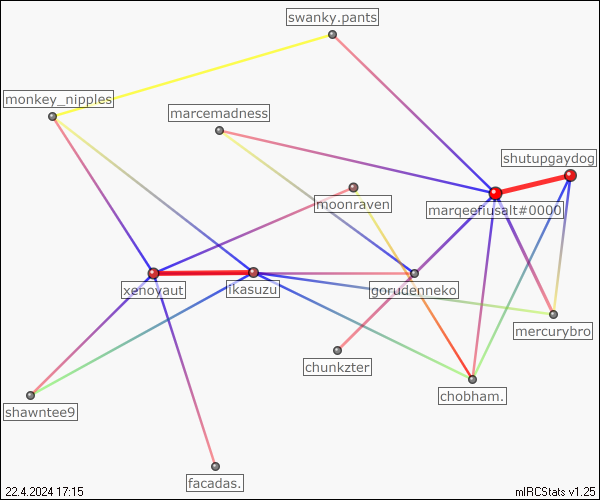 swanky.pants
monkey_nipples
marcemadness
shutupgaydog
moonraven
marqeefiusalt#0000
xenoyaut
ikasuzu
gorudenneko
mercurybro
chunkzter
chobham.
shawntee9
facadas.
22.4.2024 17:15
mIRCStats v1.25